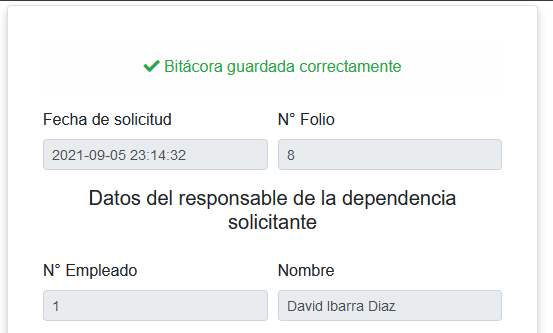 Bitácora guardada correctamente
Fecha de solicitud N° Folio
2021-09-05 23:14:32 8
Datos del responsable de la dependencia
solicitante
N° Empleado Nombre
1 David Ibarra Diaz